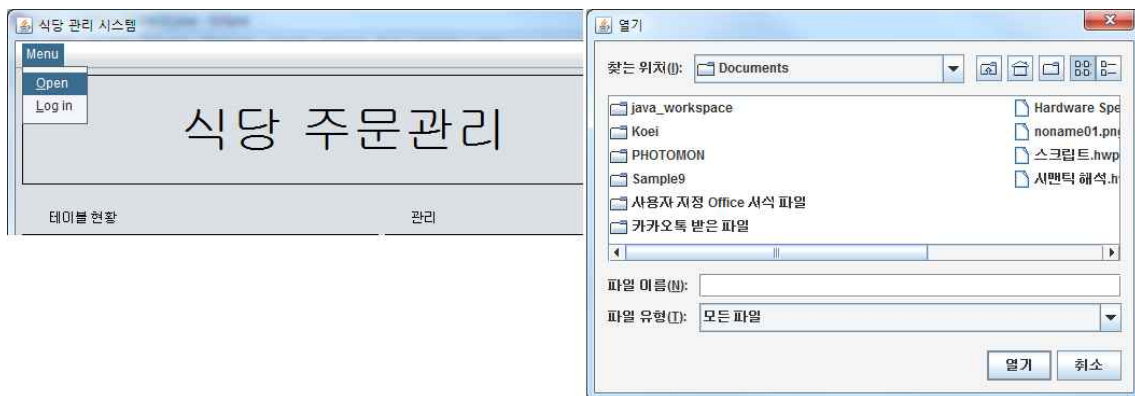 식당 관리 시스템
Menu
Open
Log in
식당 주문관리
테이블 현황
관리
열기
찾는 위치(I):
Documents
java_workspace
Koei
PHOTOMON
Sample9
사용자 지정 Office 서식 파일
카카오톡 받은 파일
Hardware Spe
noname01.png
스크립트.hwp
시맨틱 해석.h
파일 이름(N):
파일 유형(T):
모든 파일
열기
취소